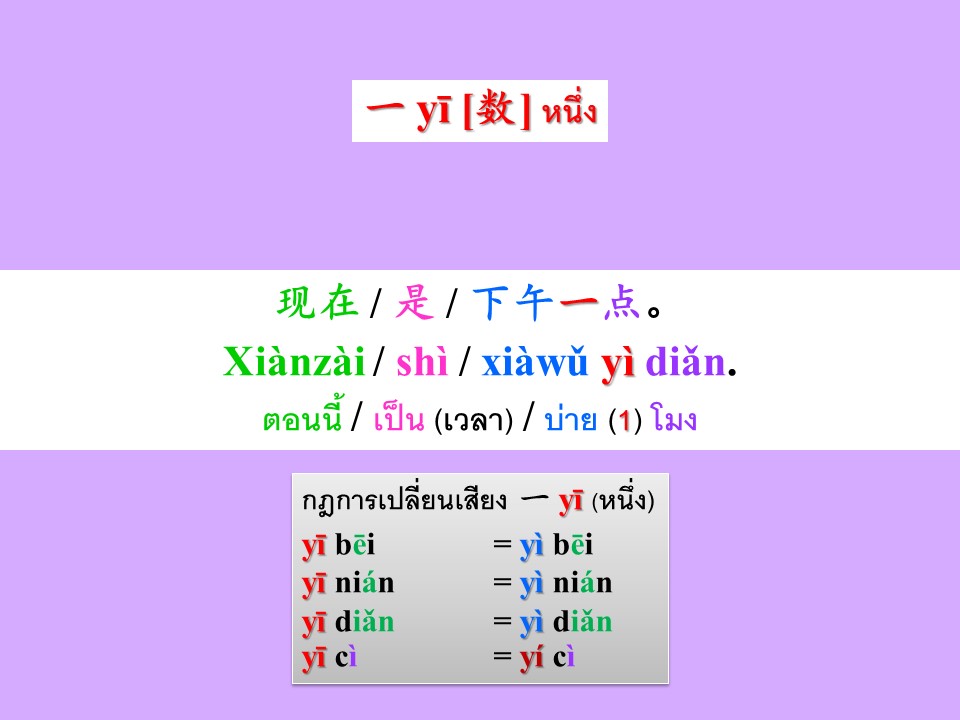 一 yī [数] หนึ่ง
现在 / 是 / 下午一点。
Xiànzài / shì / xiàwǔ yì diǎn.
ตอนนี้ / เป็น (เวลา) / บ่าย (1) โมง
กฎการเปลี่ยนเสียง 一 yī (หนึ่ง)
yī bēi = yì bēi
yī nián = yì nián
yī diǎn = yì diǎn
yī cì = yí cì